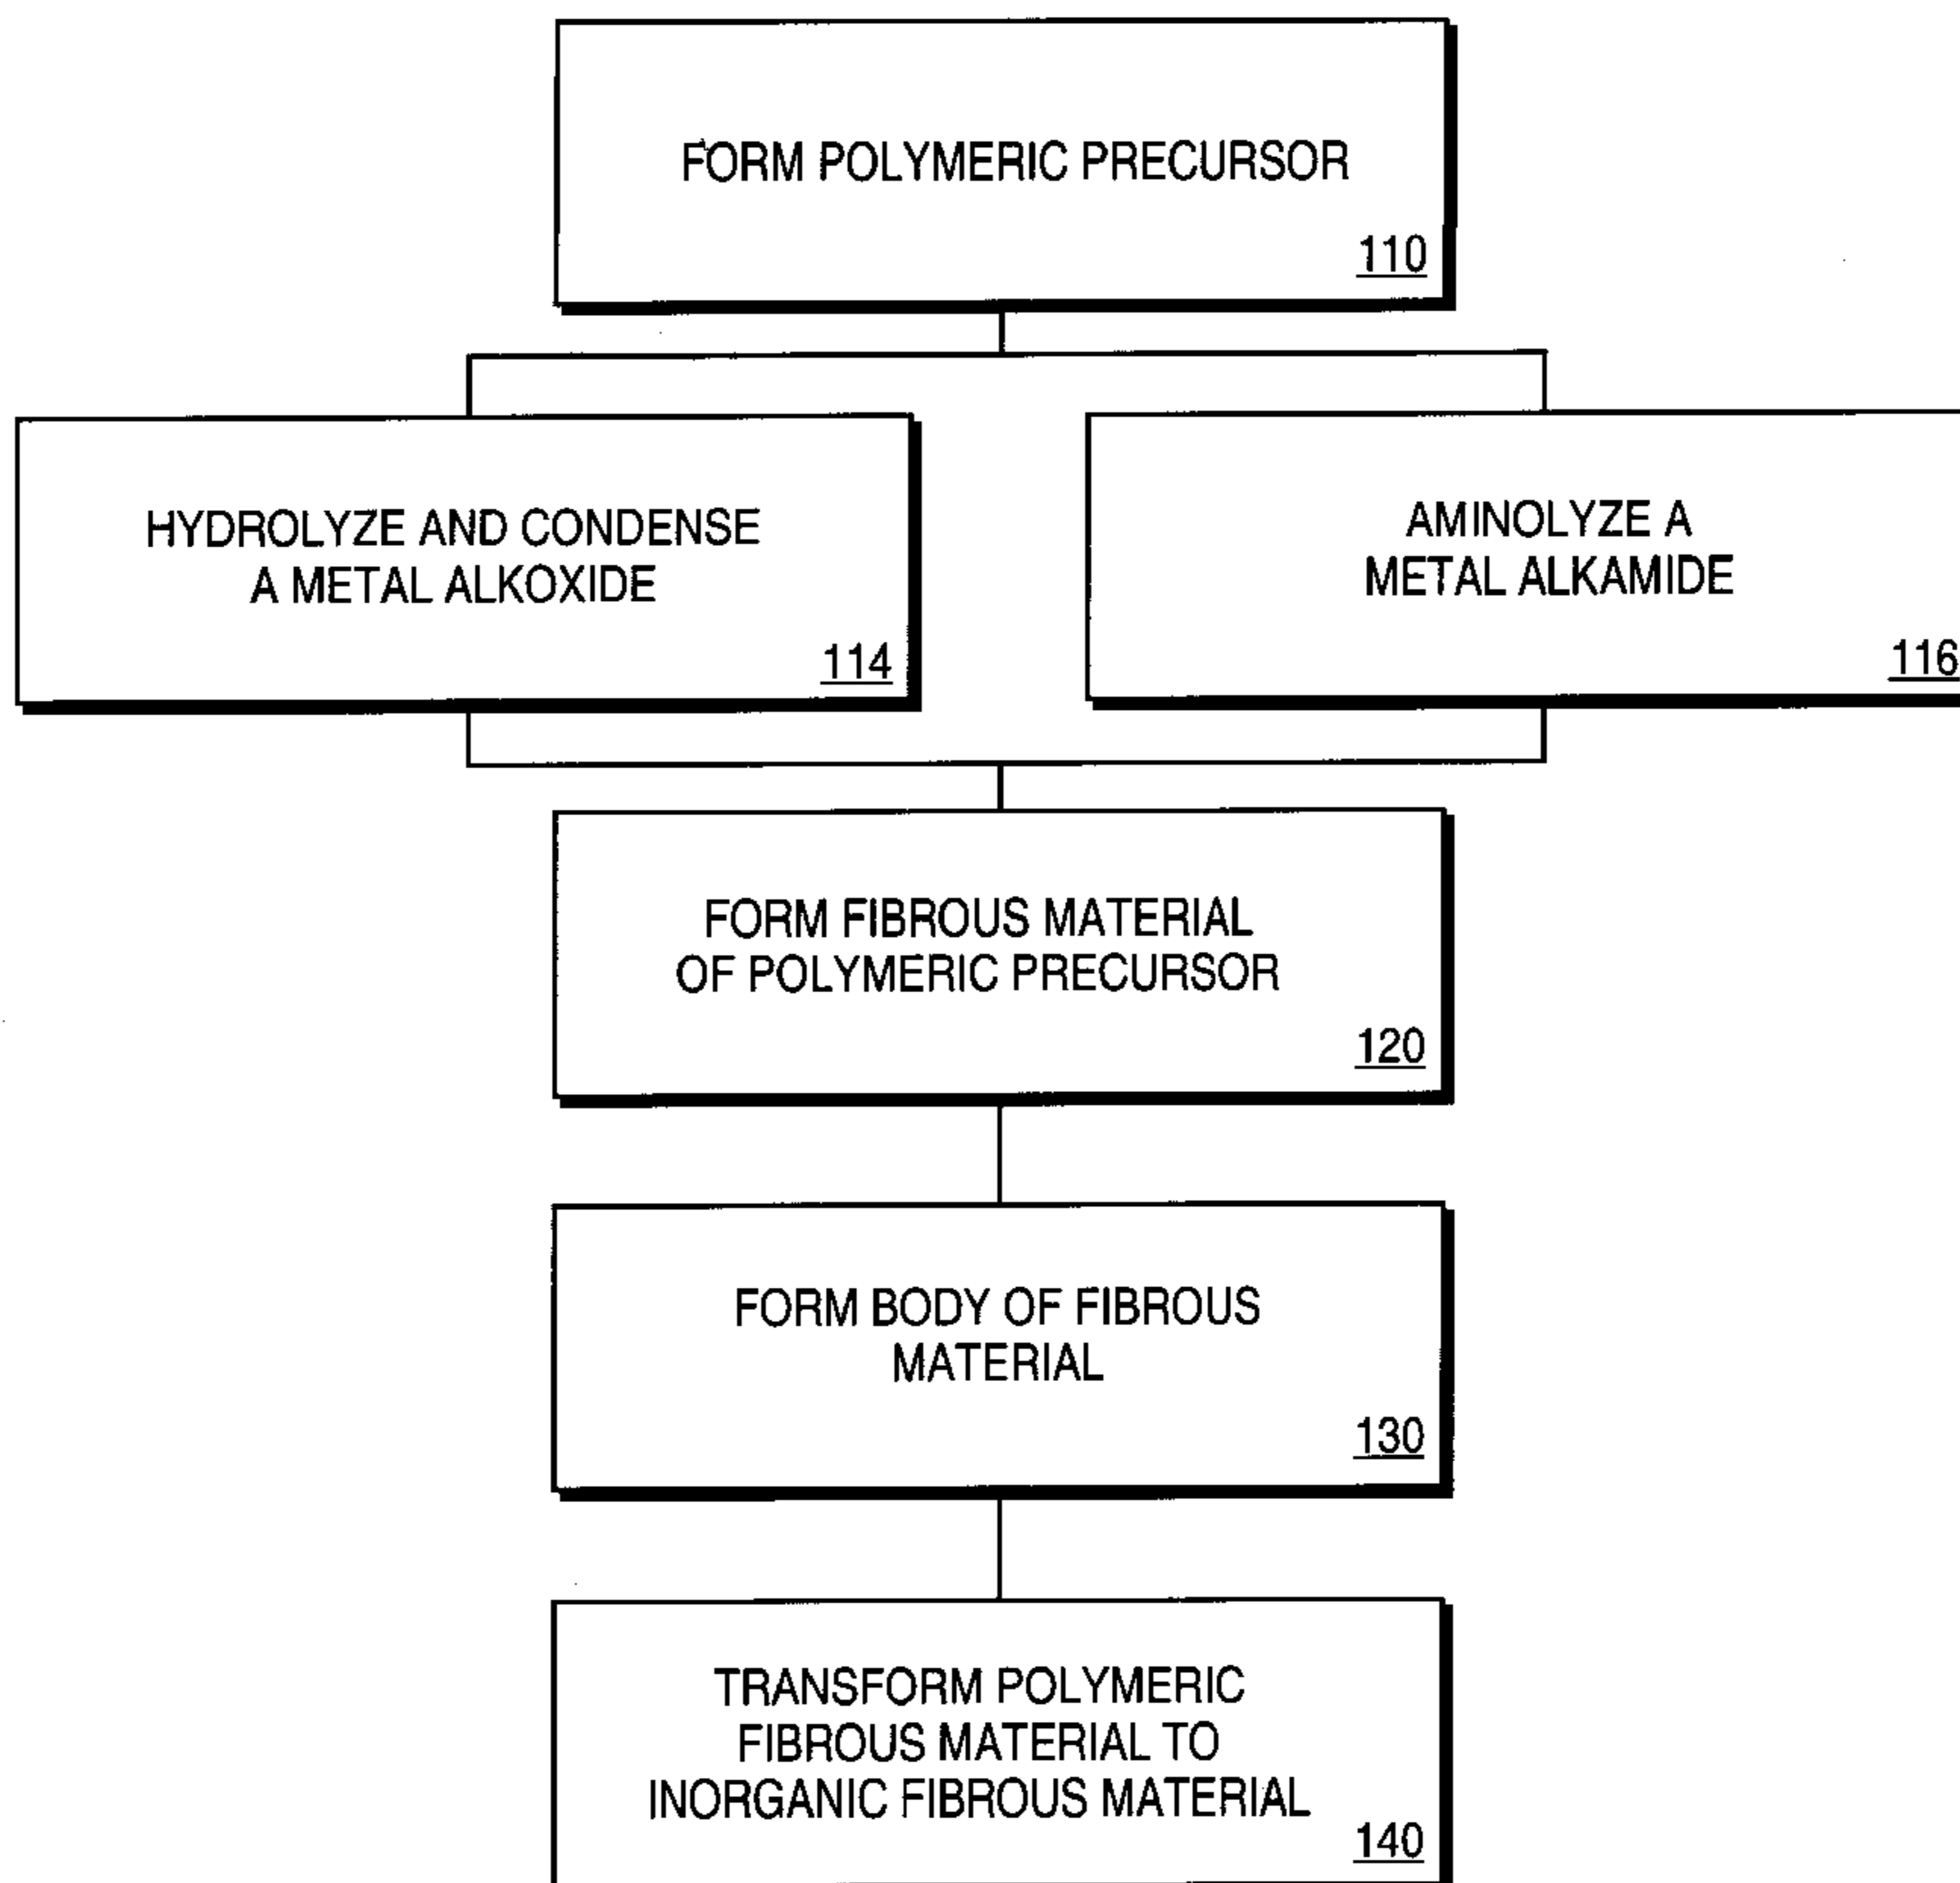 FORM POLYMERIC PRECURSOR
110
HYDROLYZE AND CONDENSE
A METAL ALKOXIDE
114
AMINOLYZE A
METAL ALKAMIDE
116
FORM FIBROUS MATERIAL
OF POLYMERIC PRECURSOR
120
FORM BODY OF FIBROUS
MATERIAL
130
TRANSFORM POLYMERIC
FIBROUS MATERIAL TO
INORGANIC FIBROUS MATERIAL
140